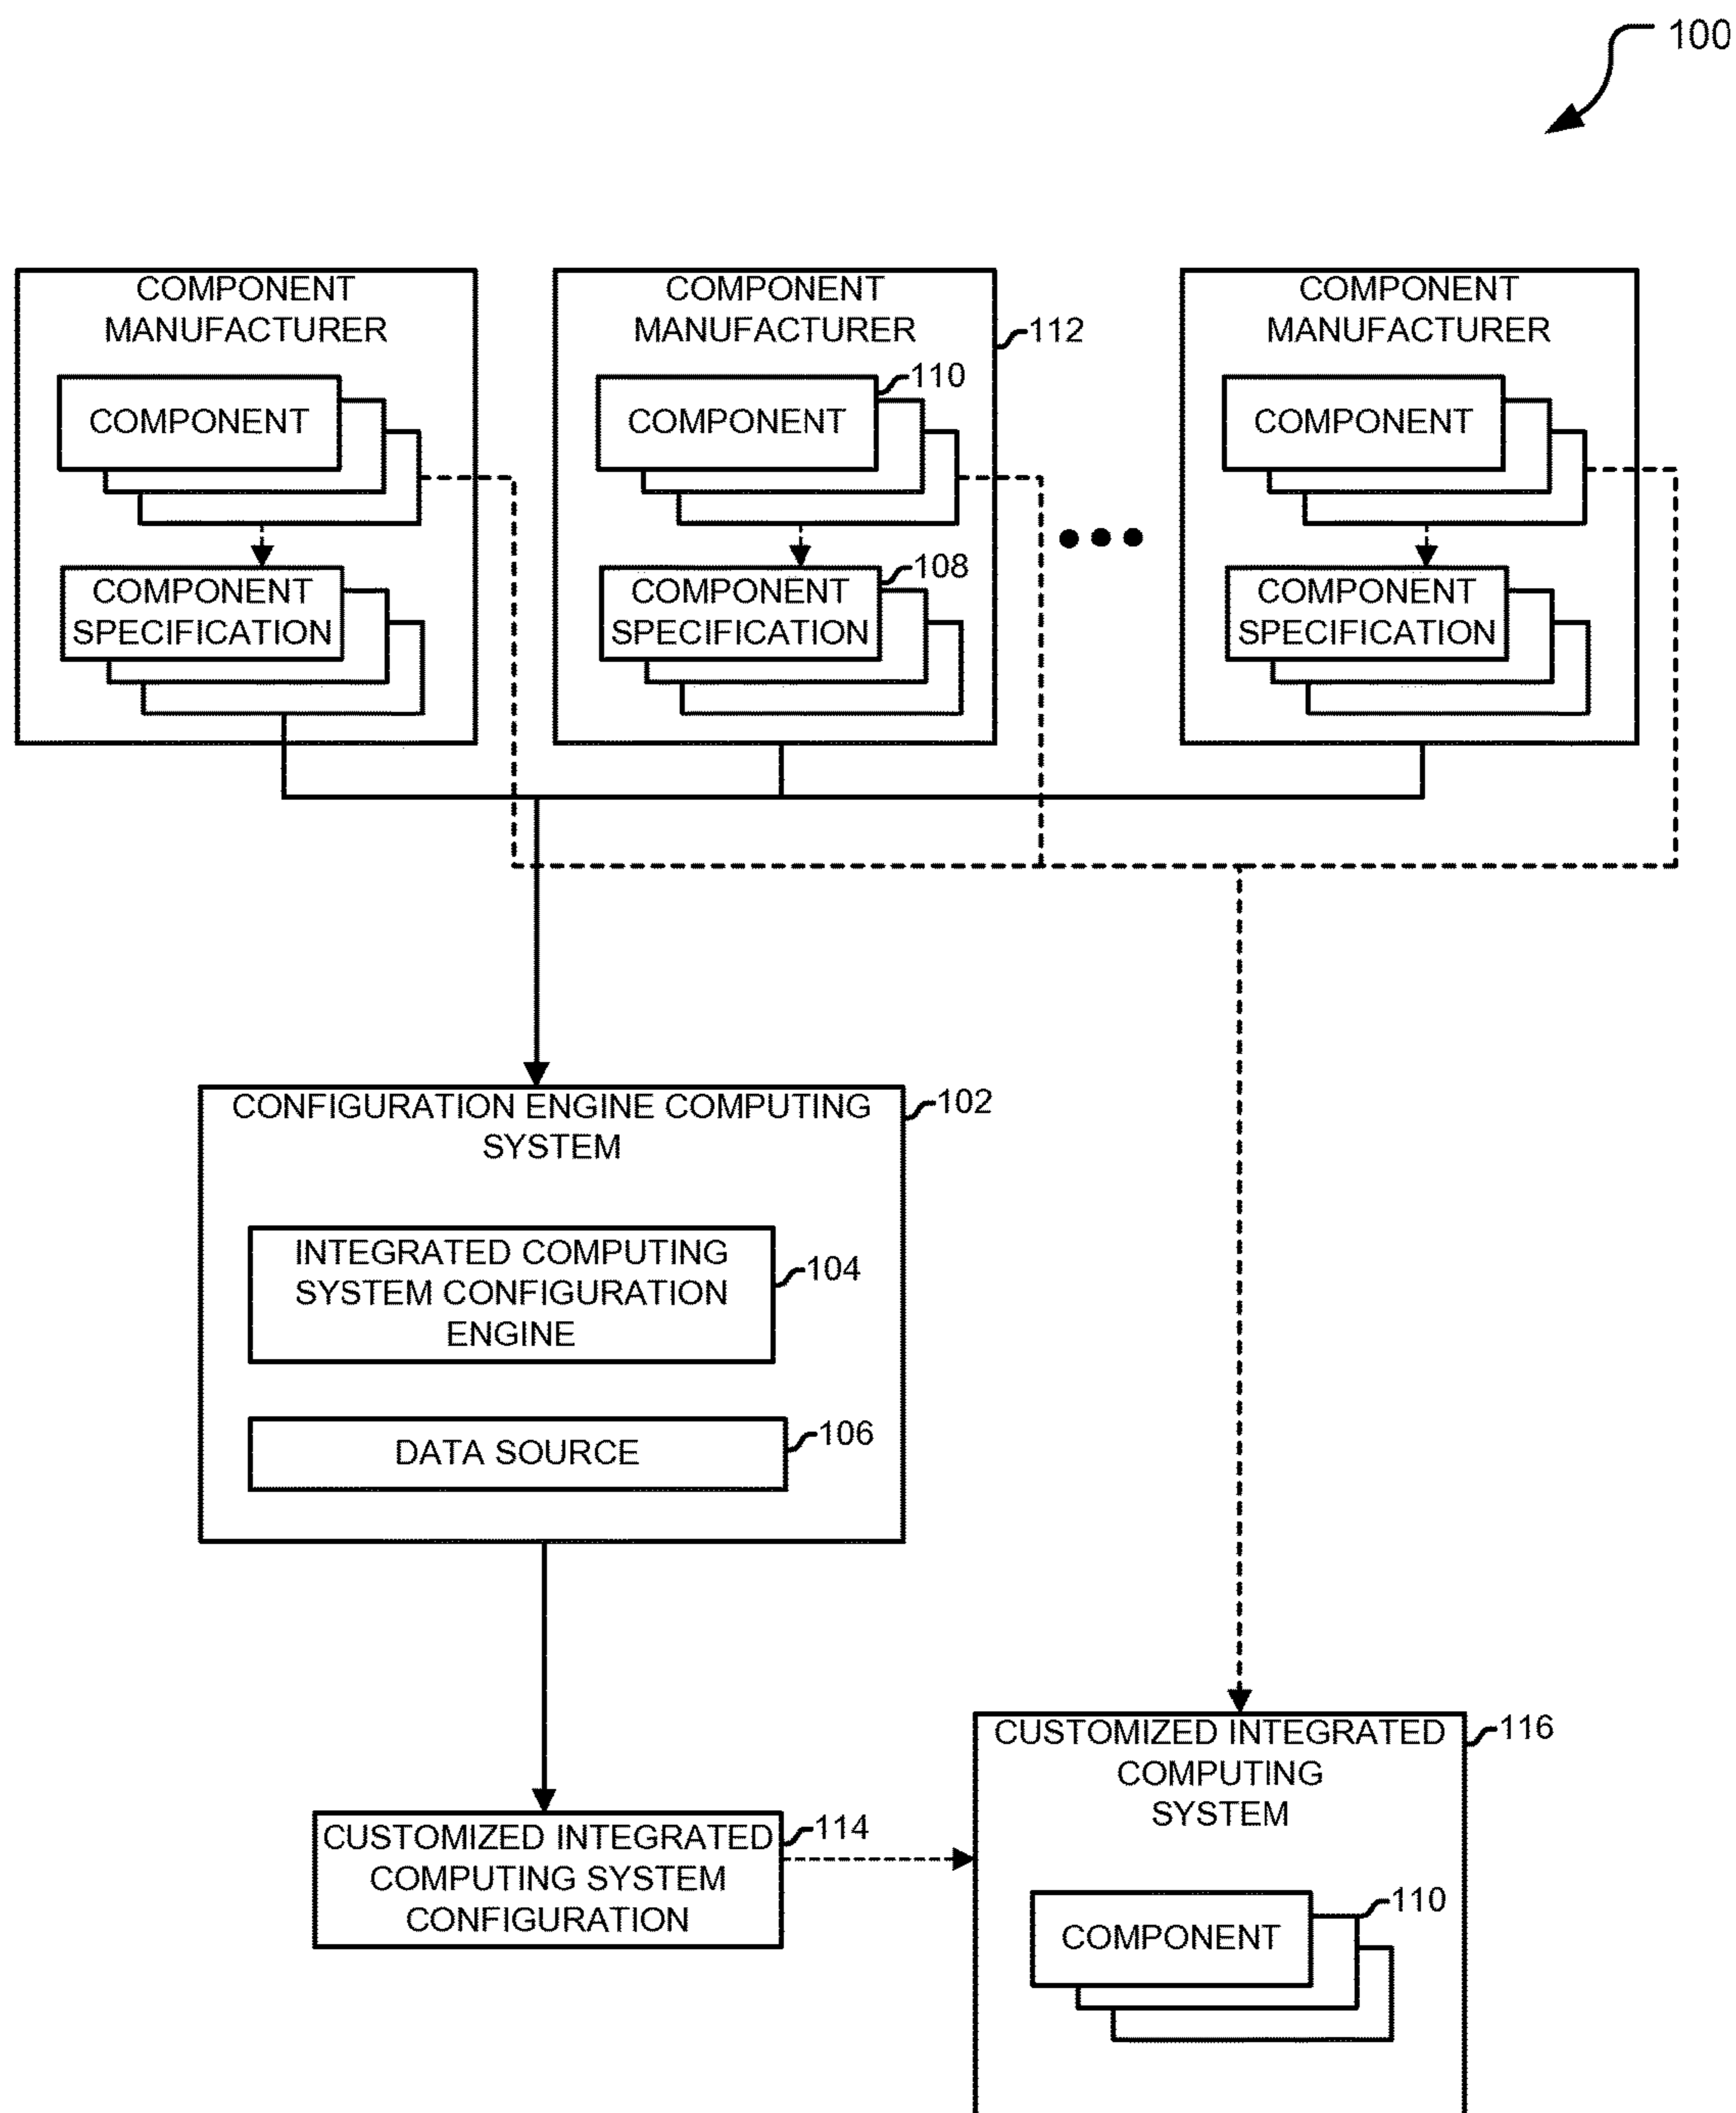 100
COMPONENT
MANUFACTURER
COMPONENT
COMPONENT
SPECIFICATION
COMPONENT
MANUFACTURER
112
110
COMPONENT
108
COMPONENT
SPECIFICATION
COMPONENT
MANUFACTURER
COMPONENT
COMPONENT
SPECIFICATION
CONFIGURATION ENGINE COMPUTING
SYSTEM
102
INTEGRATED COMPUTING
SYSTEM CONFIGURATION
ENGINE
104
DATA SOURCE
106
CUSTOMIZED INTEGRATED
COMPUTING SYSTEM
CONFIGURATION
114
CUSTOMIZED INTEGRATED
COMPUTING
SYSTEM
116
COMPONENT
110